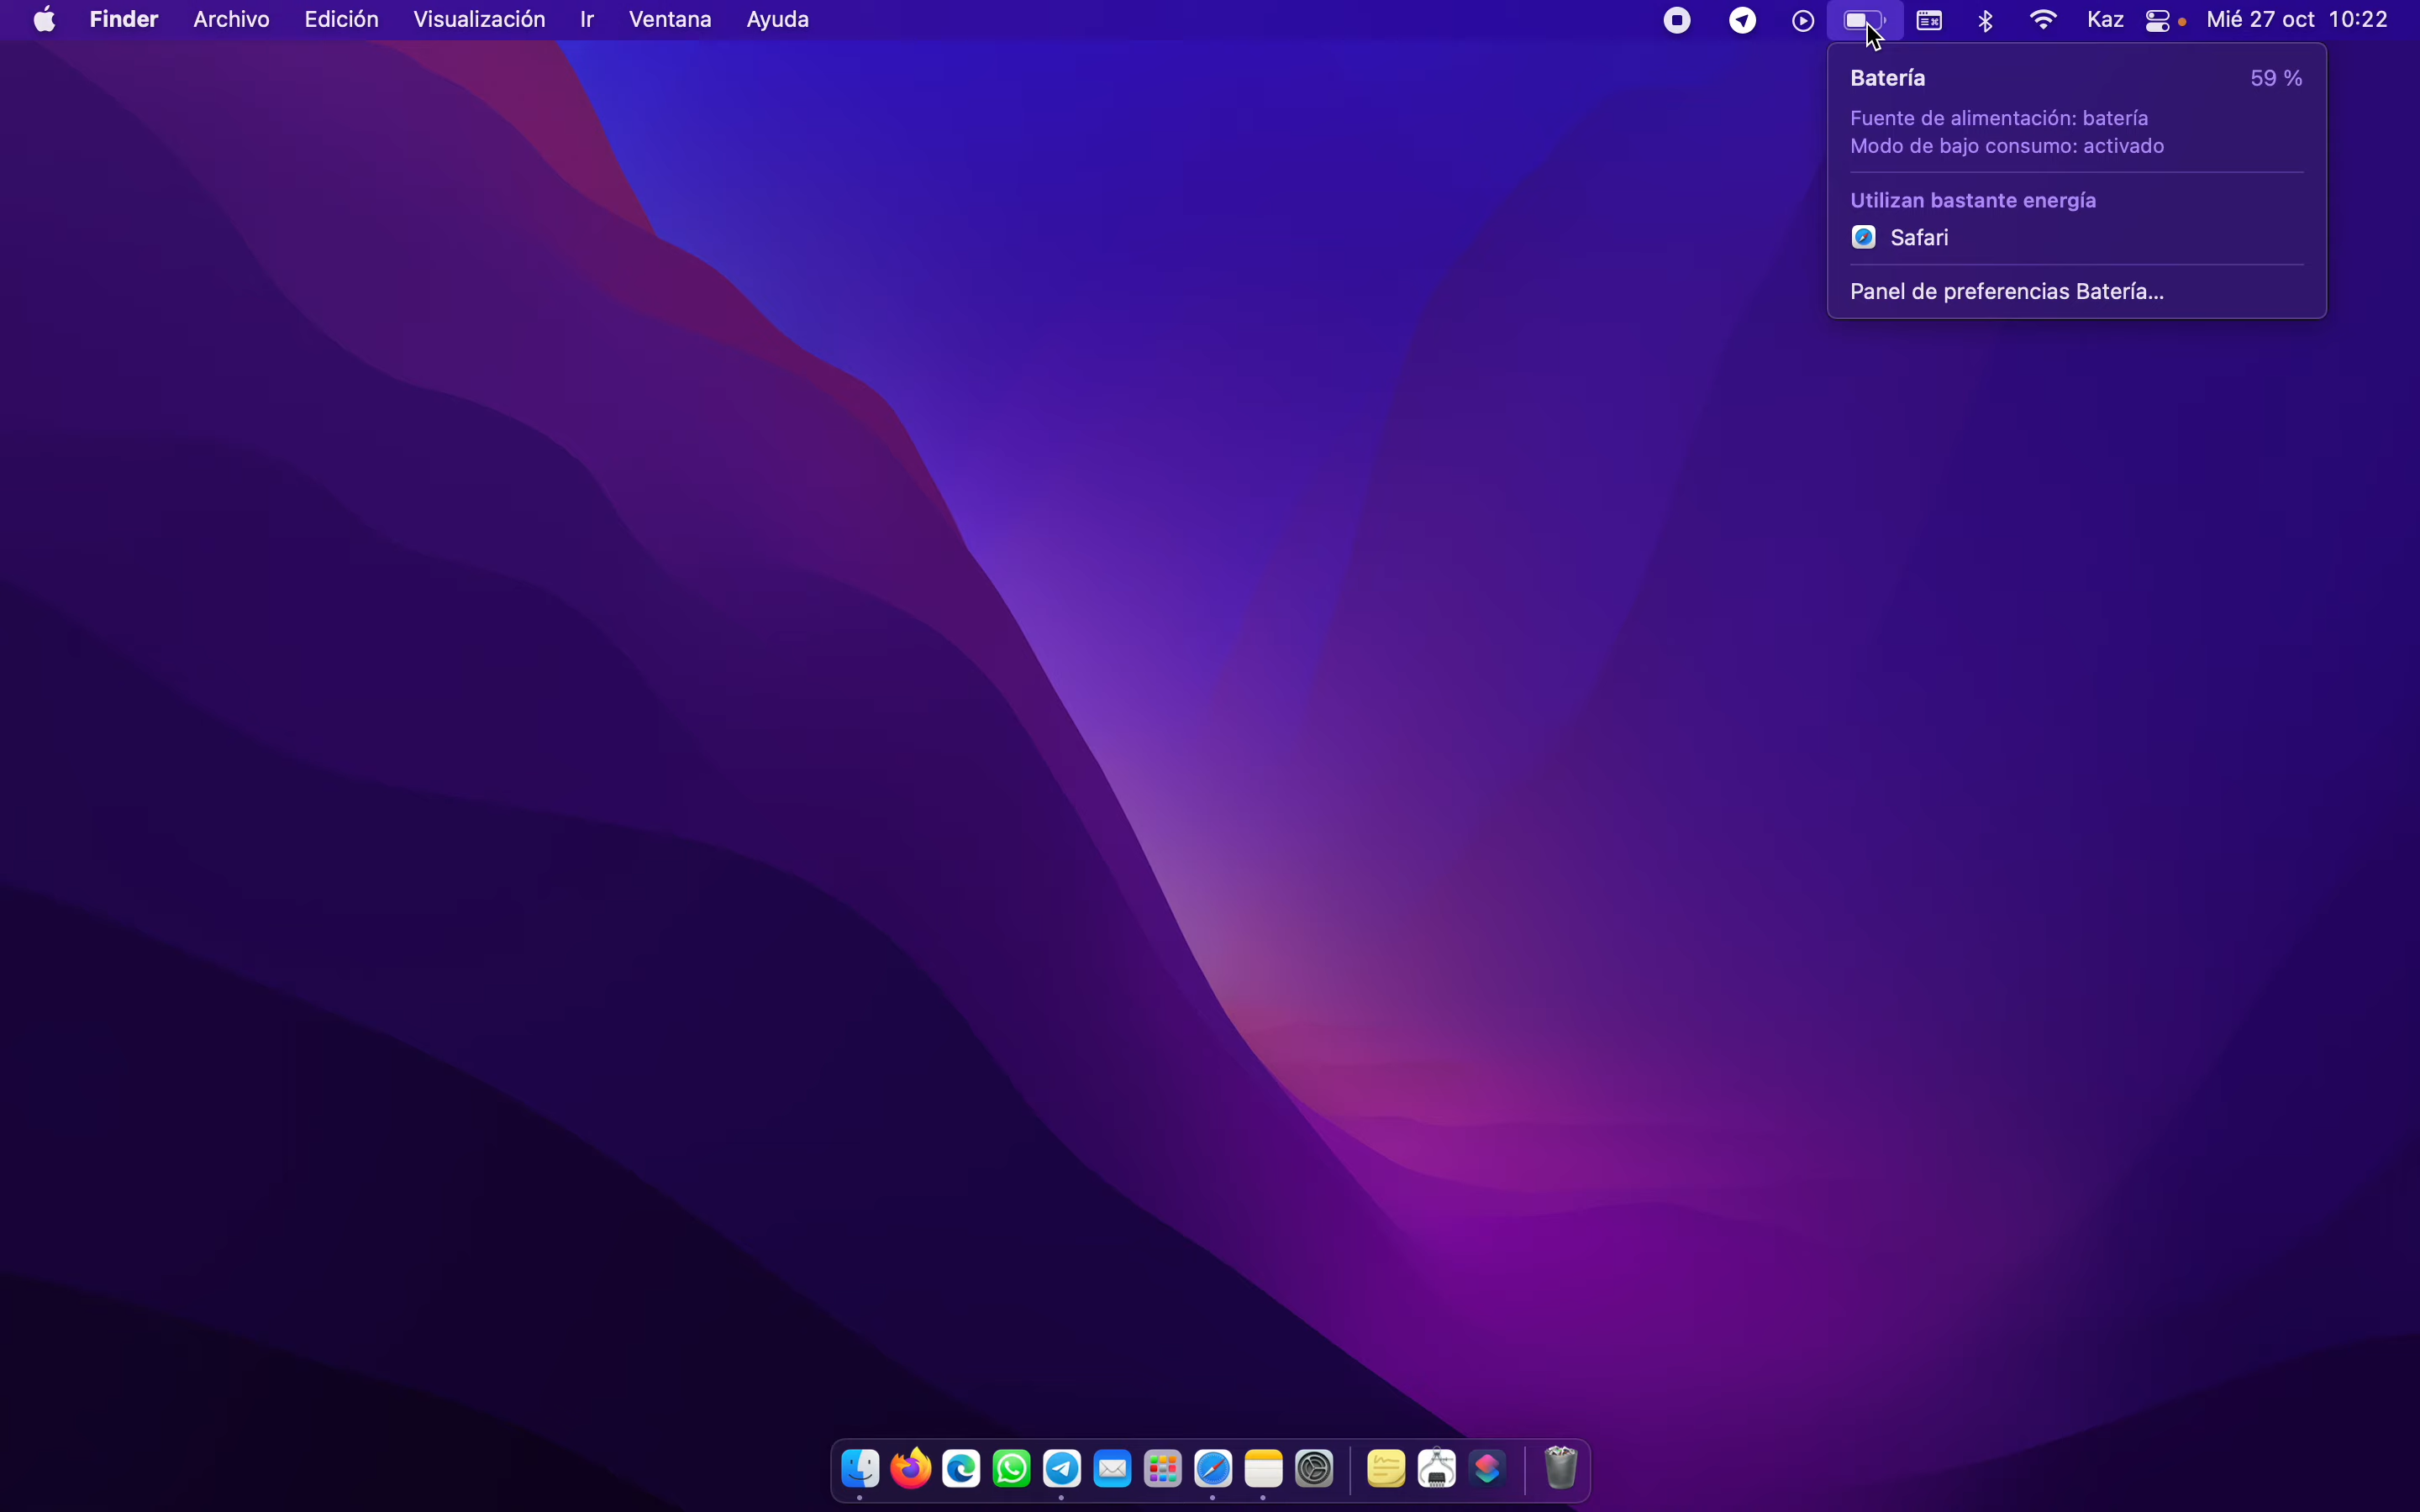 Finder Archivo Edición Visualización Ir Ventana Ayuda Kaz Mié 27 oct 10:22
Batería 59 %
Fuente de alimentación: batería
Modo de bajo consumo: activado
Utilizan bastante energía
Safari
Panel de preferencias Batería...